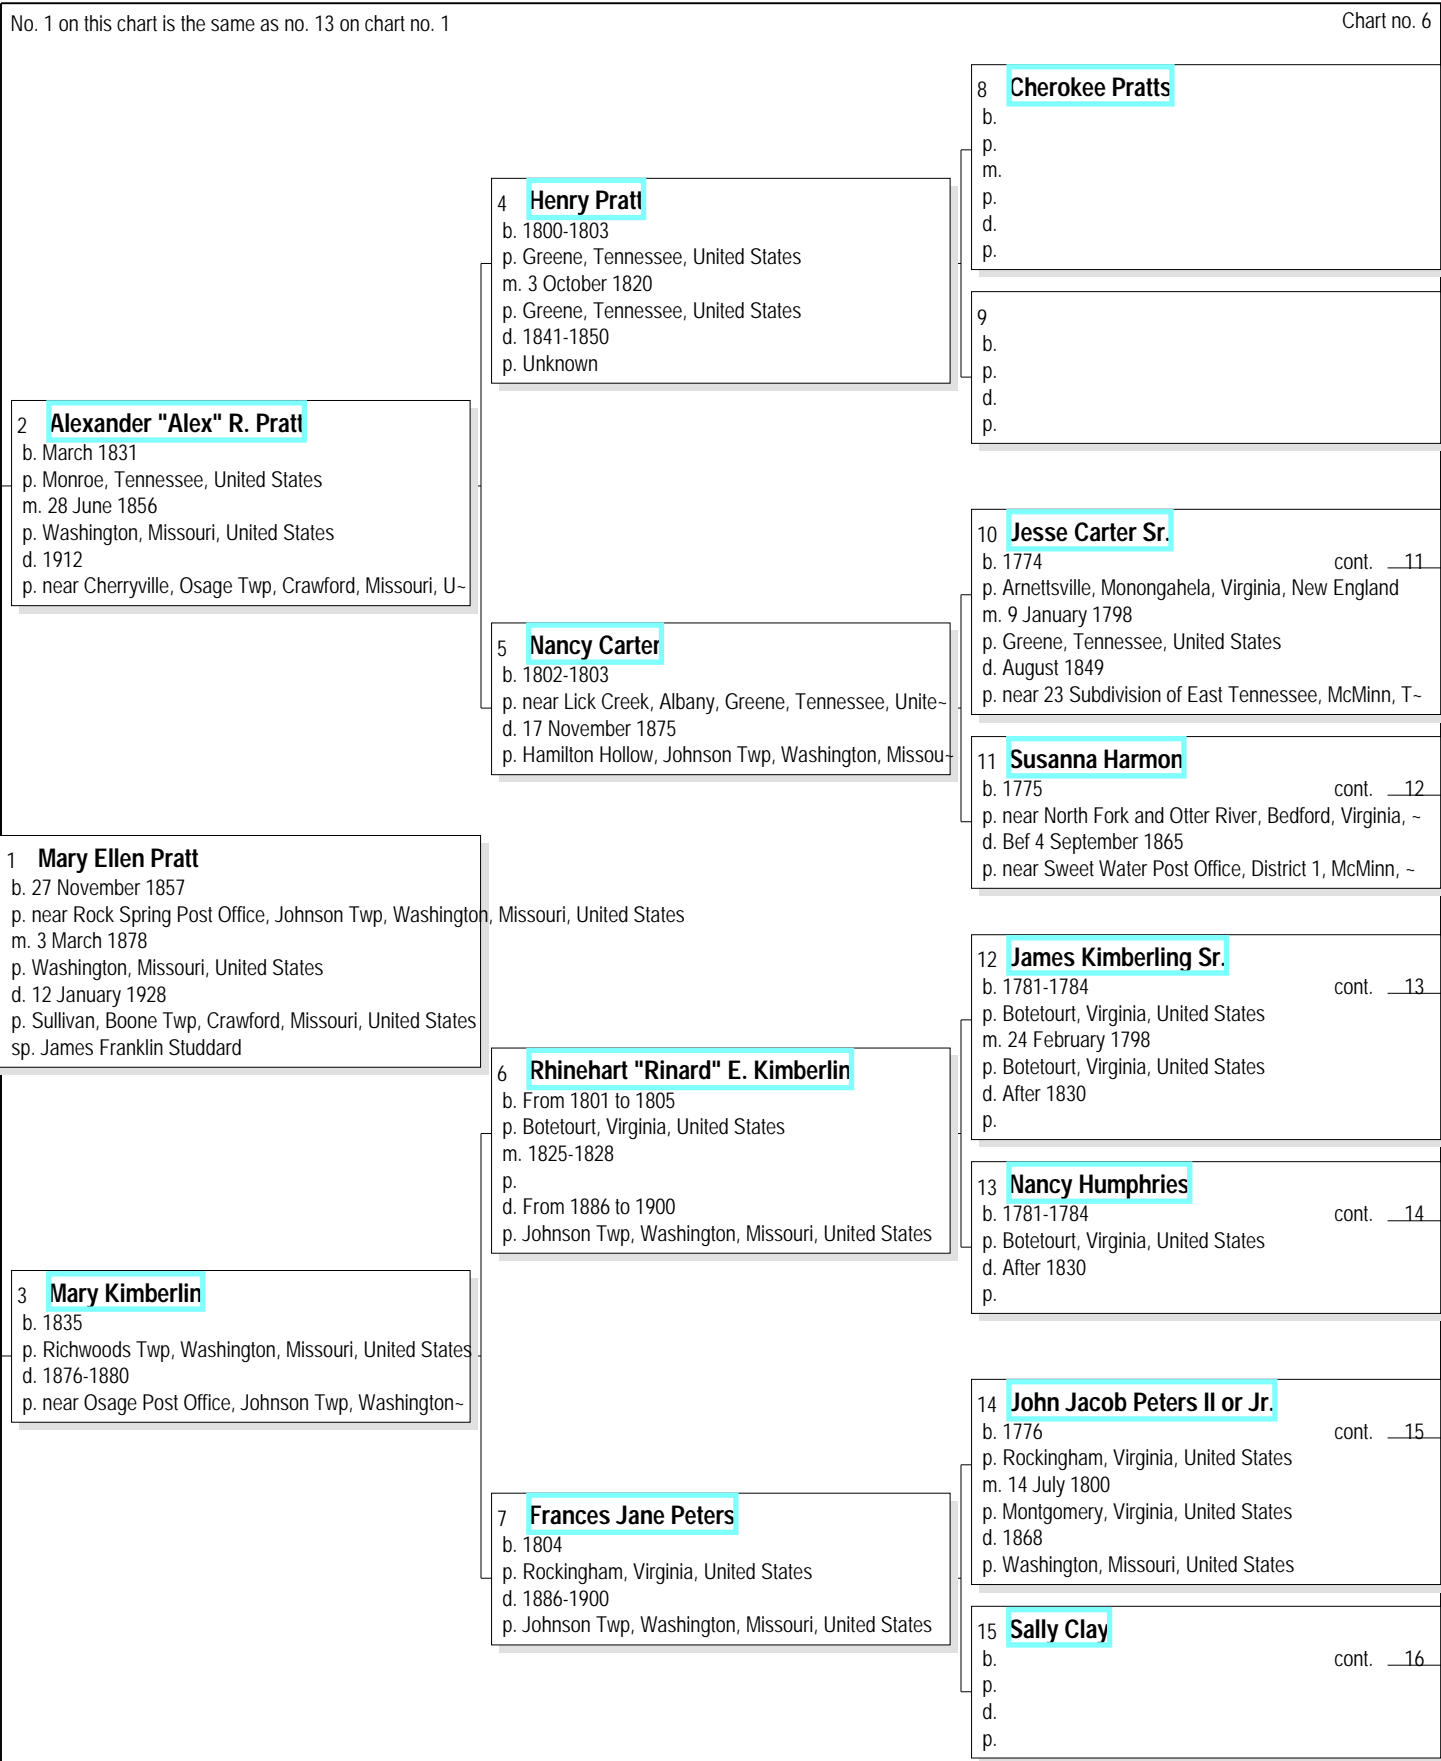 No. 1 on this chart is the same as no. 13 on chart no. 1
Chart no. 6
8 Cherokee Pratts
b.
p.
m.
p.
d.
p.
4 Henry Pratt
b. 1800-1803
p. Greene, Tennessee, United States
m. 3 October 1820
p. Greene, Tennessee, United States
d. 1841-1850
p. Unknown
9
b.
p.
d.
p.
2 Alexander "Alex" R. Pratt
b. March 1831
p. Monroe, Tennessee, United States
m. 28 June 1856
p. Washington, Missouri, United States
d. 1912
p. near Cherryville, Osage Twp, Crawford, Missouri, U~
10 Jesse Carter Sr.
b. 1774 cont. 11
p. Arnettsville, Monongahela, Virginia, New England
m. 9 January 1798
p. Greene, Tennessee, United States
d. August 1849
p. near 23 Subdivision of East Tennessee, McMinn, T~
5 Nancy Carter
b. 1802-1803
p. near Lick Creek, Albany, Greene, Tennessee, Unite~
d. 17 November 1875
p. Hamilton Hollow, Johnson Twp, Washington, Missou~
11 Susanna Harmon
b. 1775 cont. 12
p. near North Fork and Otter River, Bedford, Virginia, ~
d. Bef 4 September 1865
p. near Sweet Water Post Office, District 1, McMinn, ~
1 Mary Ellen Pratt
b. 27 November 1857
p. near Rock Spring Post Office, Johnson Twp, Washington, Missouri, United States
m. 3 March 1878
p. Washington, Missouri, United States
d. 12 January 1928
p. Sullivan, Boone Twp, Crawford, Missouri, United States
sp. James Franklin Studdard
12 James Kimberling Sr.
b. 1781-1784 cont. 13
p. Botetourt, Virginia, United States
m. 24 February 1798
p. Botetourt, Virginia, United States
d. After 1830
p.
6 Rhinehart "Rinard" E. Kimberlin
b. From 1801 to 1805
p. Botetourt, Virginia, United States
m. 1825-1828
p.
d. From 1886 to 1900
p. Johnson Twp, Washington, Missouri, United States
13 Nancy Humphries
b. 1781-1784 cont. 14
p. Botetourt, Virginia, United States
d. After 1830
p.
3 Mary Kimberlin
b. 1835
p. Richwoods Twp, Washington, Missouri, United States
d. 1876-1880
p. near Osage Post Office, Johnson Twp, Washington~
14 John Jacob Peters II or Jr.
b. 1776 cont. 15
p. Rockingham, Virginia, United States
m. 14 July 1800
p. Montgomery, Virginia, United States
d. 1868
p. Washington, Missouri, United States
7 Frances Jane Peters
b. 1804
p. Rockingham, Virginia, United States
d. 1886-1900
p. Johnson Twp, Washington, Missouri, United States
15 Sally Clay
b. cont. 16
p.
d.
p.